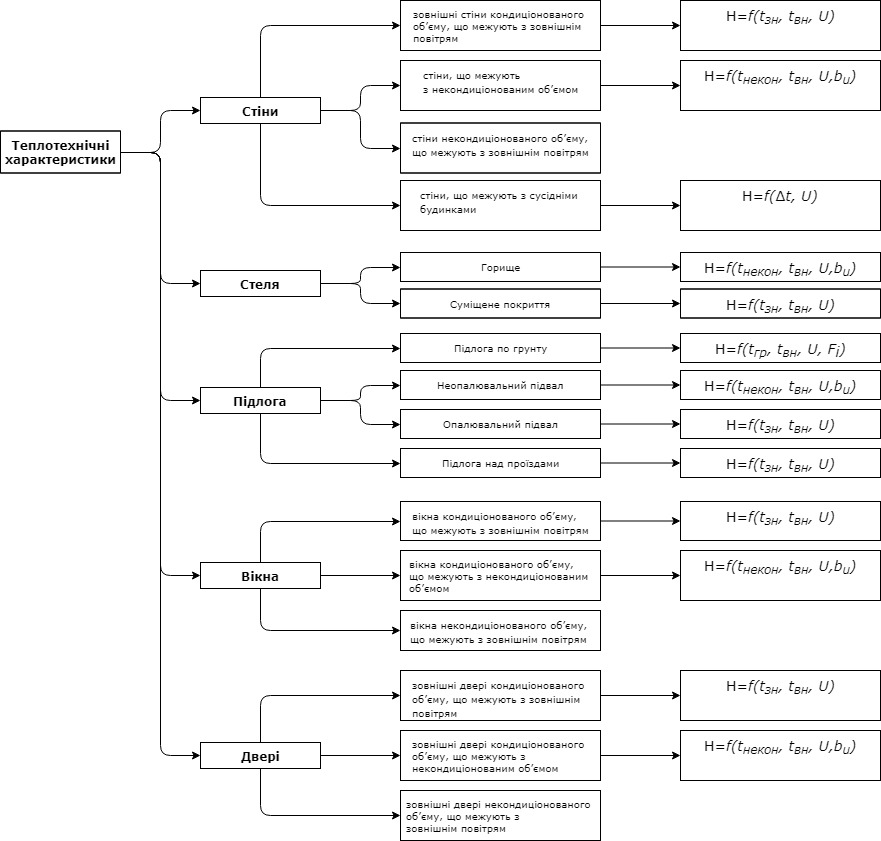 Теплотехнічні
характеристики
Стіни
зовнішні стіни кондиціонованого
об’єму, що межують з зовнішнім
повітрям
H=f(tзн, tвн, U)
стіни, що межують
з некондиціонованим об’ємом
H=f(tнекон, tвн, U,bu)
стіни некондиціонованого об’єму,
що межують з зовнішнім повітрям
стіни, що межують з сусідніми
будинками
H=f(Δt, U)
Стеля
Горище
H=f(tнекон, tвн, U,bu)
Суміщене покриття
H=f(tзн, tвн, U)
Підлога
Підлога по грунту
H=f(tгр, tвн, U, Fi)
Неопалювальний підвал
H=f(tнекон, tвн, U,bu)
Опалювальний підвал
H=f(tзн, tвн, U)
Підлога над проїздами
H=f(tзн, tвн, U)
Вікна
вікна кондиціонованого об’єму,
що межують з зовнішнім повітрям
H=f(tзн, tвн, U)
вікна кондиціонованого об’єму,
що межують з некондиціонованим
об’ємом
H=f(tнекон, tвн, U,bu)
вікна некондиціонованого об’єму,
що межують з зовнішнім повітрям
Двері
зовнішні двері кондиціонованого
об’єму, що межують з зовнішнім
повітрям
H=f(tзн, tвн, U)
зовнішні двері кондиціонованого
об’єму, що межують з
некондиціонованим об’ємом
H=f(tнекон, tвн, U,bu)
зовнішні двері некондиціонованого
об’єму, що межують з
зовнішнім повітрям